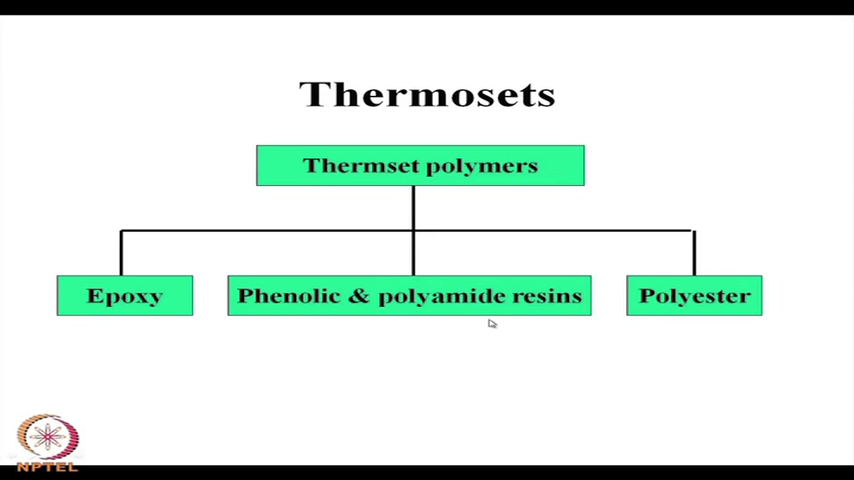 Thermosets
Thermset polymers
Epoxy
Phenolic & polyamide resins
Polyester
NPTEL